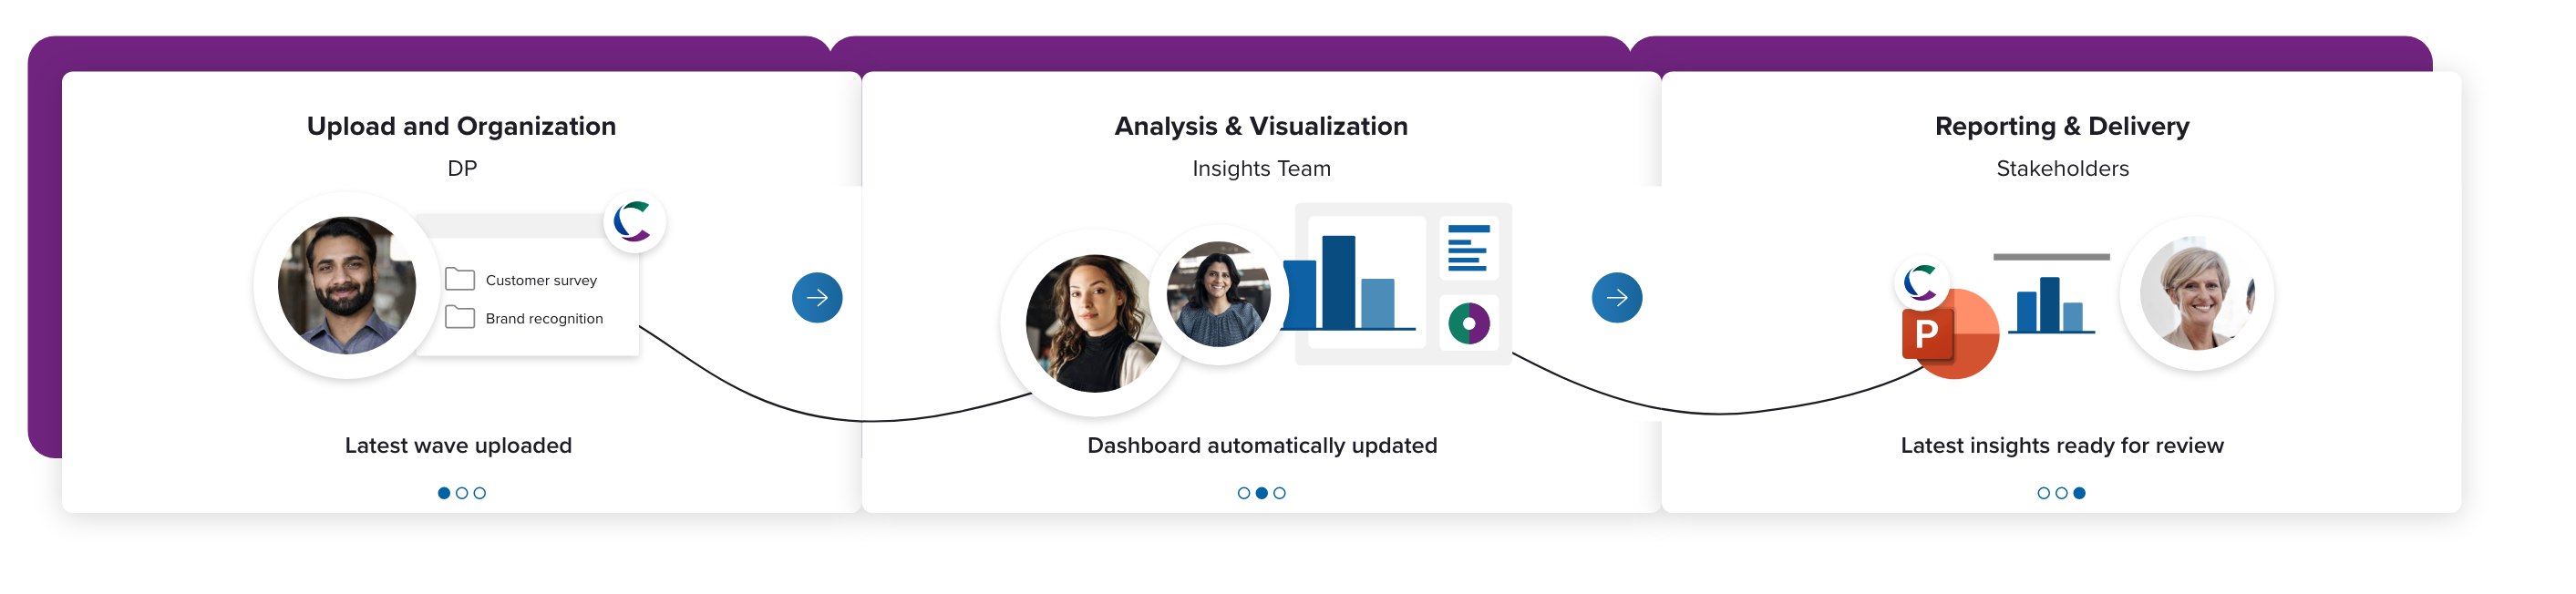 Upload and Organization
DP
Customer survey
Brand recognition
Latest wave uploaded
Analysis & Visualization
Insights Team
Dashboard automatically updated
Reporting & Delivery
Stakeholders
P
Latest insights ready for review